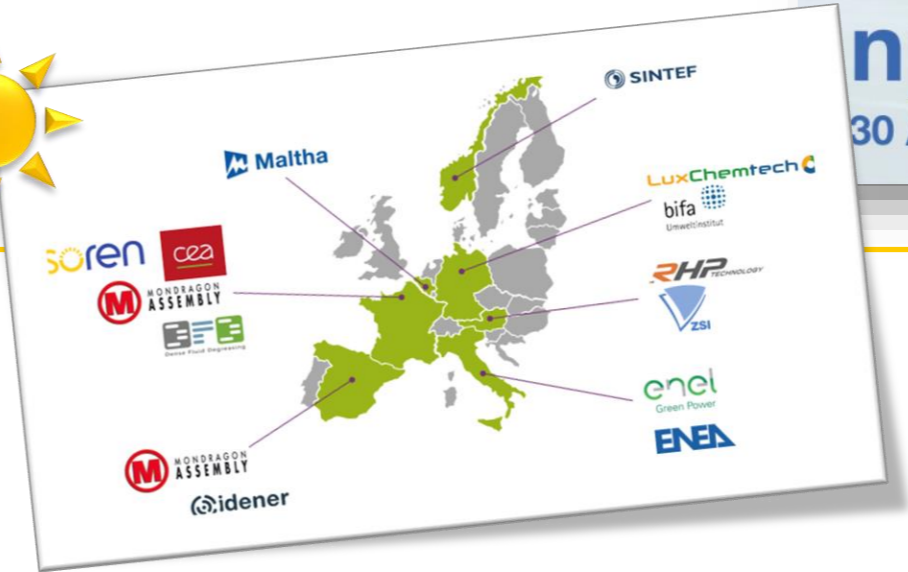 n
30
SINTEF
Maltha
LuxChemtech
bifa
Umweltinstitut
soren
cea
MONDRAGON
ASSEMBLY
RHP
TECHNOLOGY
ZSI
Dense Fluid Degreasing
enel
Green Power
ENEA
MONDRAGON
ASSEMBLY
idener